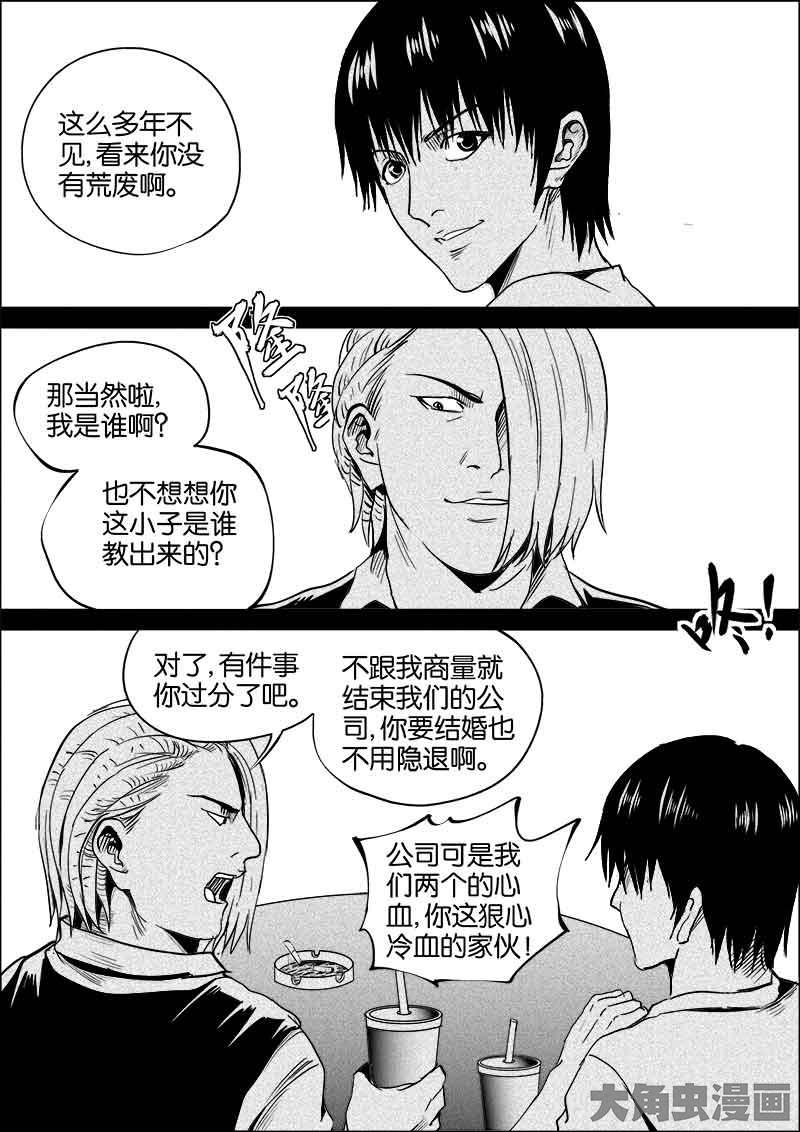 这么多年不
见,看来你没
有荒废啊。
隆
隆
那当然啦,
我是谁啊？
也不想想你
这小子是谁
教出来的？
咚!
对了,有件事
你过分了吧。
不跟我商量就
结束我们的公
司,你要结婚也
不用隐退啊。
公司可是我
们两个的心
血,你这狠心
冷血的家伙！
大角虫漫画